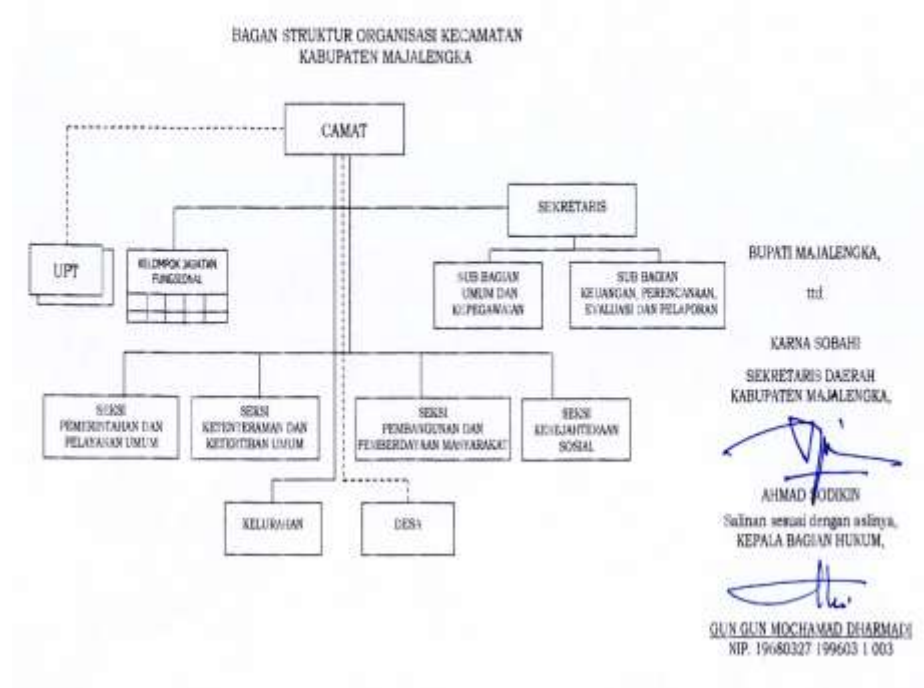 BAGAN STRUKTUR ORGANISASI KECAMATAN
KABUPATEN MAJALENGKA
CAMAT
SEKRETARIS
UPT
KELOMPOK JABATAN
FUNGSIONAL
SUB BAGIAN
UMUM DAN
KEPEGAWAIAN
SUB BAGIAN
KEUANGAN, PERENCANAAN,
EVALUASI DAN PELAPORAN
SEKSI
PEMERINTAHAN DAN
PELAYANAN UMUM
SEKSI
KETENTERAMAN DAN
KETERTIBAN UMUM
SEKSI
PEMBANGUNAN DAN
PEMBERDAYAAN MASYARAKAT
SEKSI
KESEJAHTERAAN
SOSIAL
KELURAHAN
DESA
BUPATI MAJALENGKA,
ttd
KARNA SOBAHI
SEKRETARIS DAERAH
KABUPATEN MAJALENGKA,
AHMAD SODIKIN
Salinan sesuai dengan aslinya,
KEPALA BAGIAN HUKUM,
GUN GUN MOCHAMAD DHARMADI
NIP. 19680327 199603 1 003